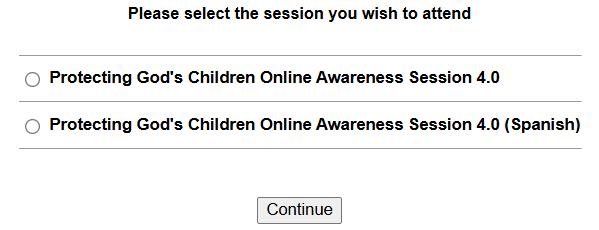 Please select the session you wish to attend
Protecting God's Children Online Awareness Session 4.0
Protecting God's Children Online Awareness Session 4.0 (Spanish)
Continue